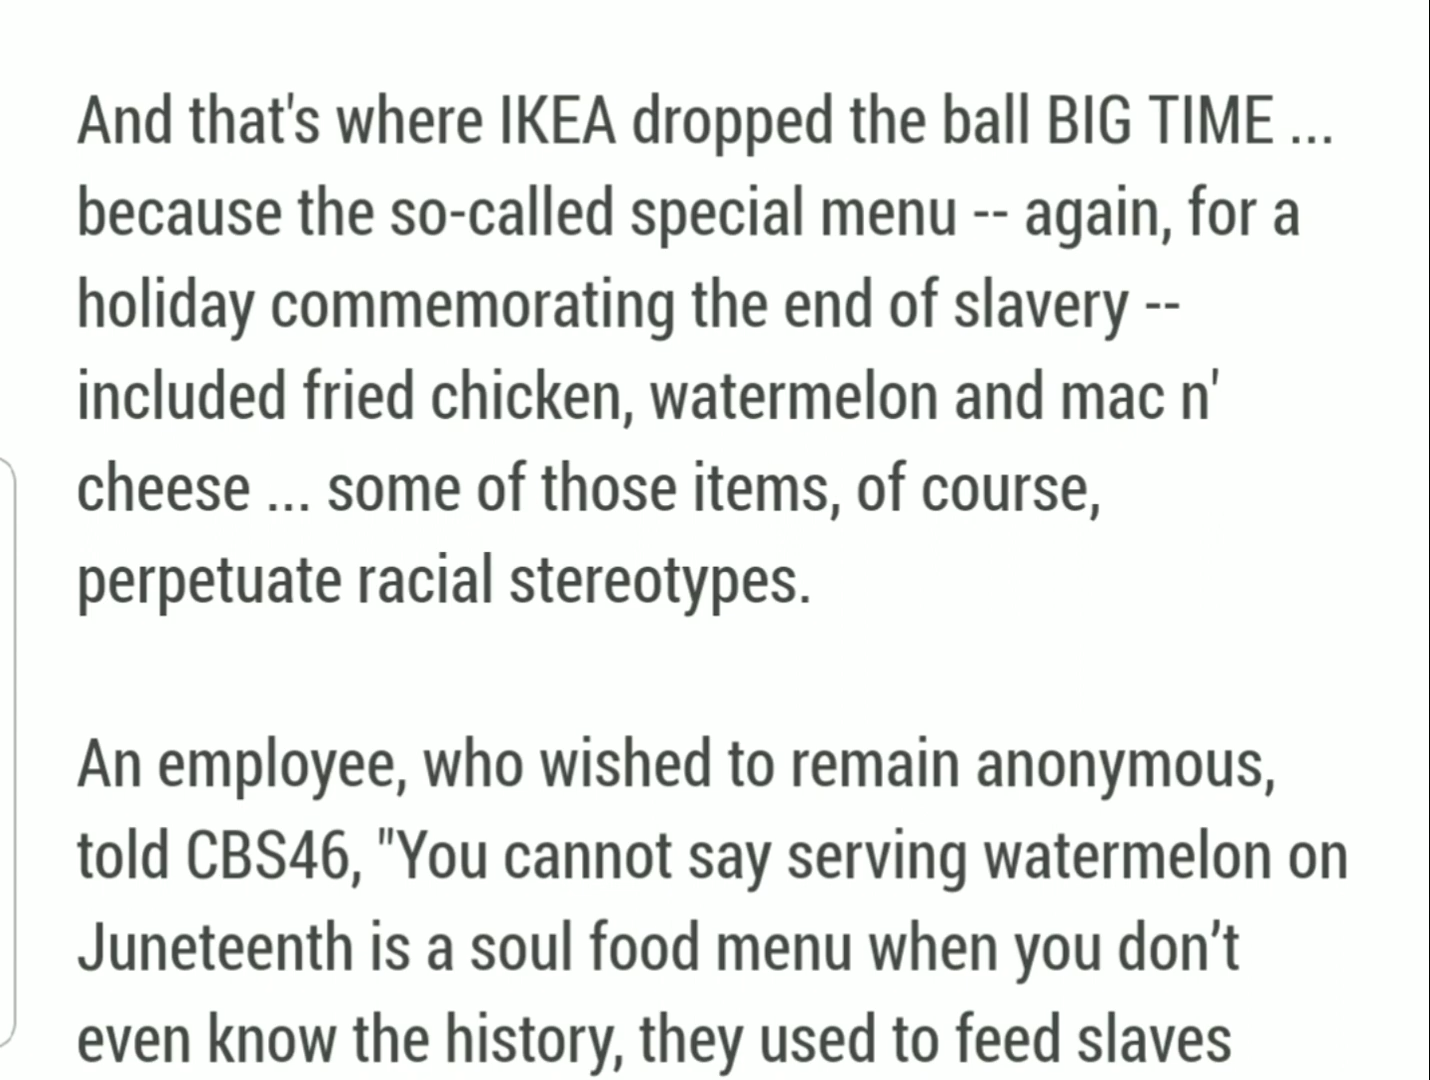 And that's where IKEA dropped the ball BIG TIME ...
because the so-called special menu -- again, for a
holiday commemorating the end of slavery --
included fried chicken, watermelon and mac n'
cheese ... some of those items, of course,
perpetuate racial stereotypes.
An employee, who wished to remain anonymous,
told CBS46, "You cannot say serving watermelon on
Juneteenth is a soul food menu when you don’t
even know the history, they used to feed slaves